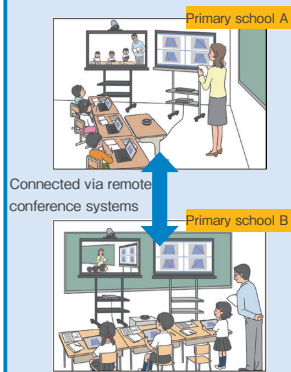 Primary school A
Connected via remote
conference systems
Primary school B